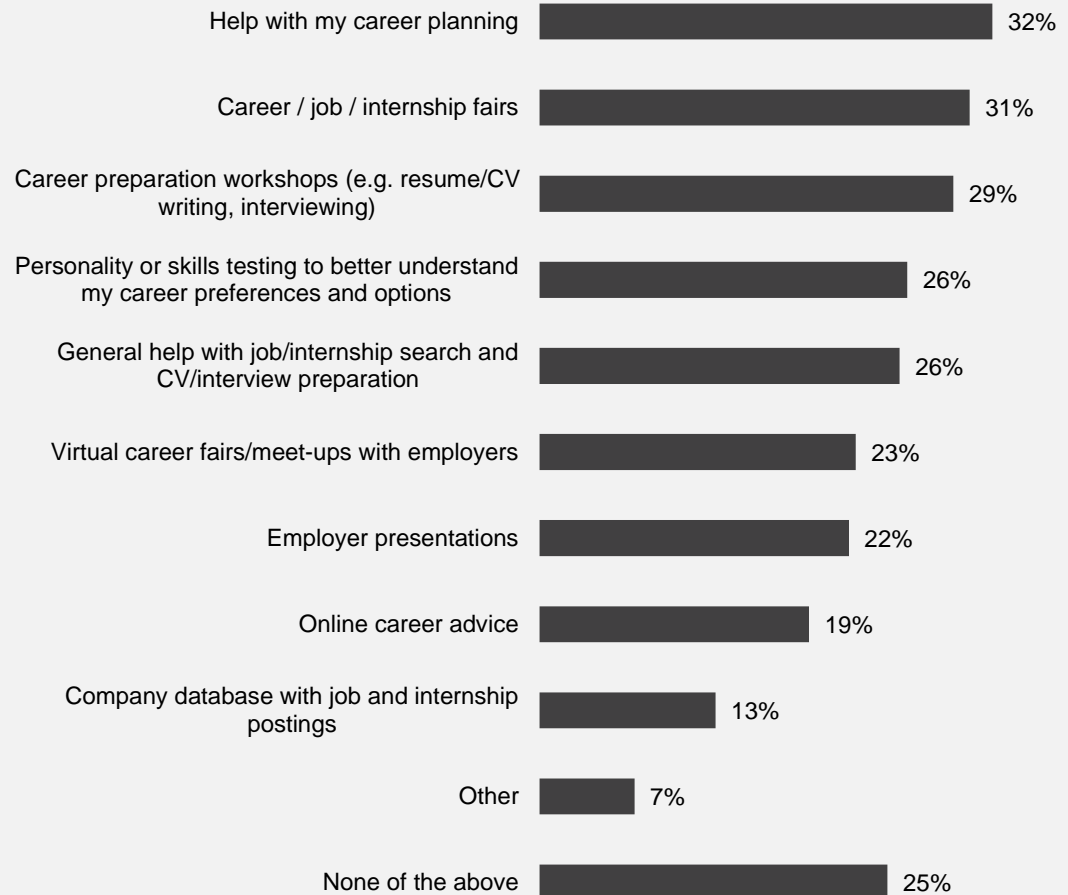 Help with my career planning 32%
Career / job / internship fairs 31%
Career preparation workshops (e.g. resume/CV
writing, interviewing) 29%
Personality or skills testing to better understand
my career preferences and options 26%
General help with job/internship search and
CV/interview preparation 26%
Virtual career fairs/meet-ups with employers 23%
Employer presentations 22%
Online career advice 19%
Company database with job and internship
postings 13%
Other 7%
None of the above 25%